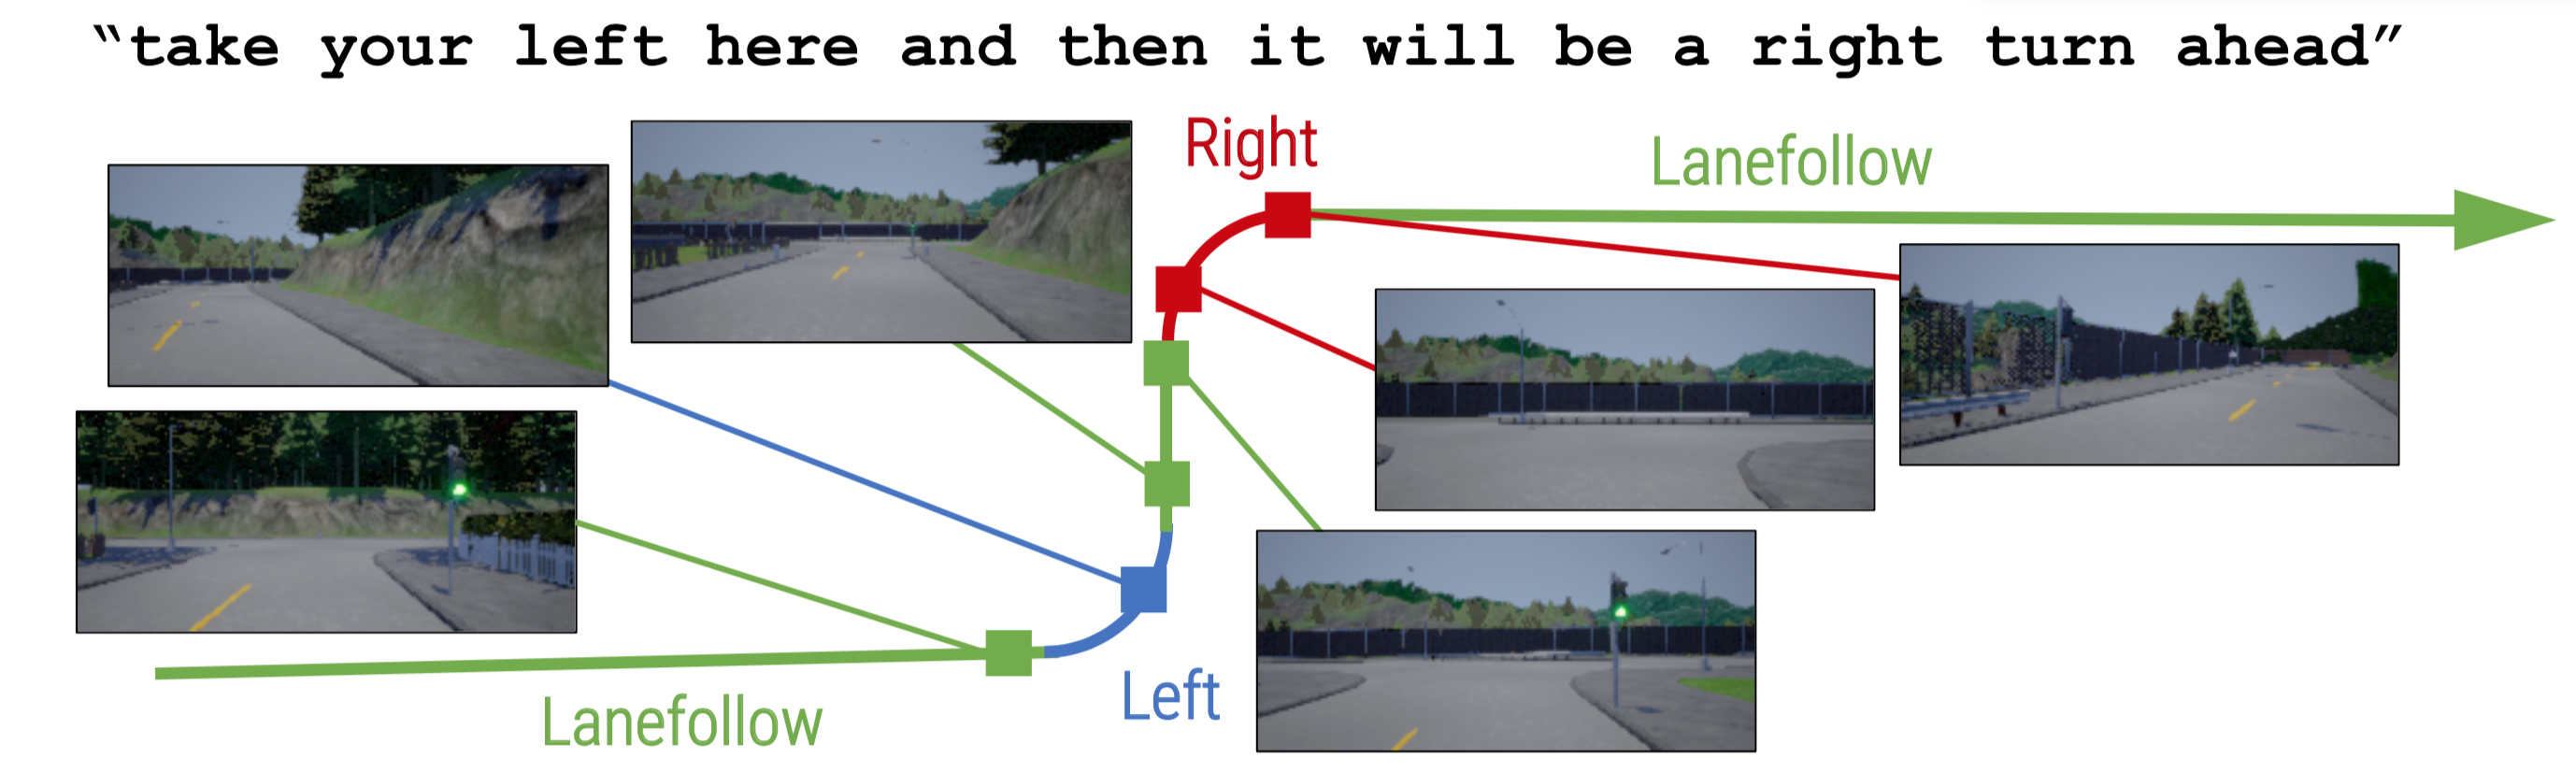 “take your left here and then it will be a right turn ahead”
Right
Lanefollow
Left
Lanefollow